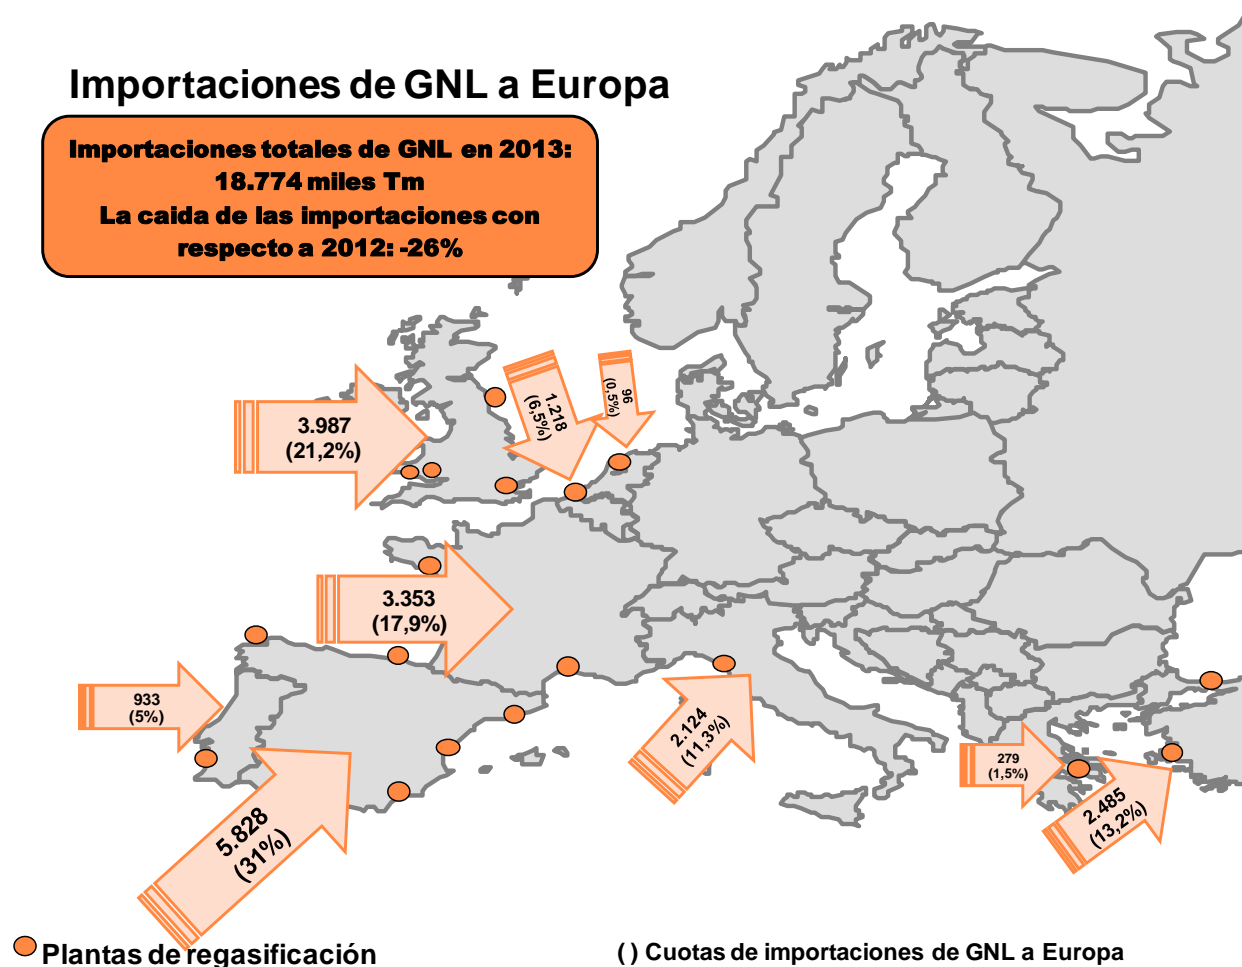 Importaciones de GNL a Europa
Importaciones totales de GNL en 2013:
18.774 miles Tm
La caida de las importaciones con
respecto a 2012: -26%
3.987
(21,2%)
1.218
(6,5%)
96
(0,5%)
3.353
(17,9%)
933
(5%)
5.828
(31%)
2.124
(11,3%)
279
(1,5%)
2.485
(13,2%)
Plantas de regasificación
( ) Cuotas de importaciones de GNL a Europa